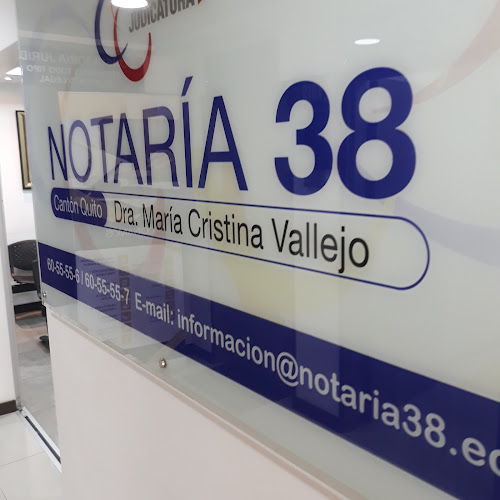 JUDICATURA
NOTARÍA 38
Cantón Quito Dra. María Cristina Vallejo
60-55-55-6 / 60-55-55-7 E-mail: informacion@notaria38.ec